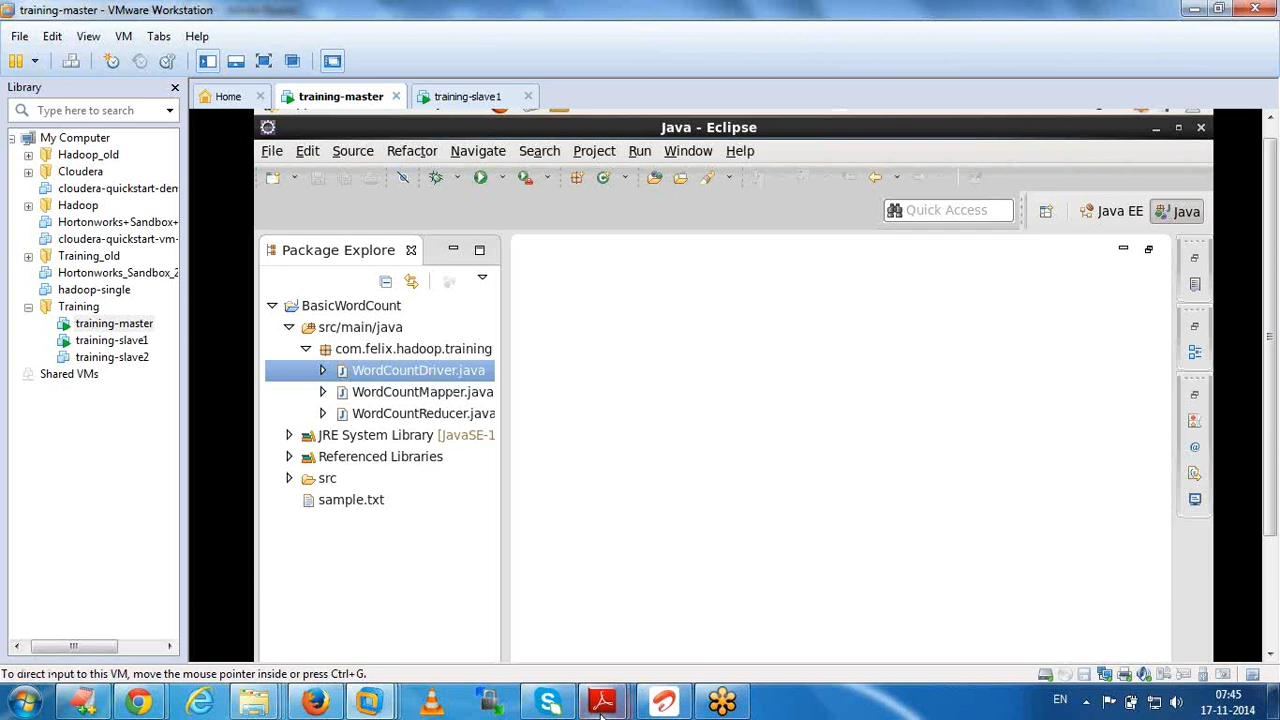 training-master - VMware Workstation
File Edit View VM Tabs Help
Library
Type here to search
My Computer
Hadoop_old
Cloudera
cloudera-quickstart-den
Hadoop
Hortonworks+Sandbox+
cloudera-quickstart-vm-
Training_old
Hortonworks_Sandbox_2
hadoop-single
Training
training-master
training-slave1
training-slave2
Shared VMs
Home
training-master
training-slave1
Java - Eclipse
File Edit Source Refactor Navigate Search Project Run Window Help
Quick Access
Java EE
Java
Package Explore
BasicWordCount
src/main/java
com.felix.hadoop.training
WordCountDriver.java
WordCountMapper.java
WordCountReducer.java
JRE System Library [JavaSE-1
Referenced Libraries
src
sample.txt
To direct input to this VM, move the mouse pointer inside or press Ctrl+G.
EN
07:45
17-11-2014